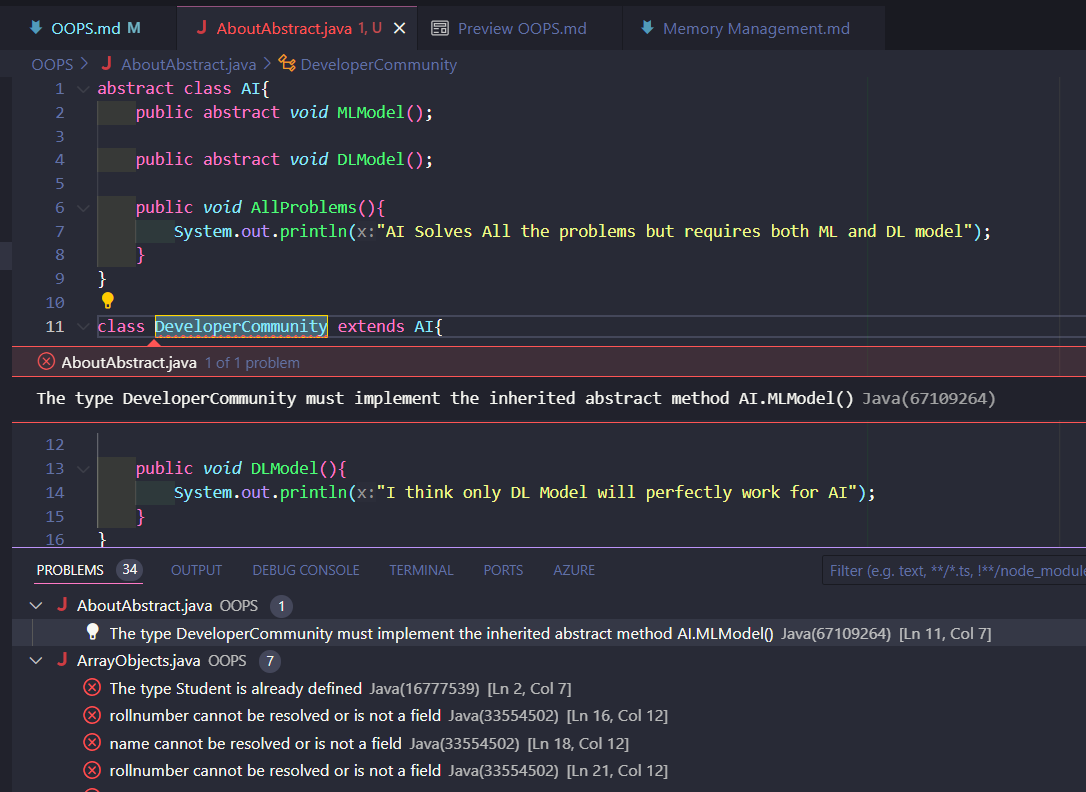 OOPS.md M
AboutAbstract.java 1, U
Preview OOPS.md
Memory Management.md
OOPS > AboutAbstract.java > DeveloperCommunity
1 abstract class AI{
2 public abstract void MLModel();
3
4 public abstract void DLModel();
5
6 public void AllProblems(){
7 System.out.println(x:"AI Solves All the problems but requires both ML and DL model");
8 }
9 }
10
11 class DeveloperCommunity extends AI{
AboutAbstract.java 1 of 1 problem
The type DeveloperCommunity must implement the inherited abstract method AI.MLModel() Java(67109264)
12
13 public void DLModel(){
14 System.out.println(x:"I think only DL Model will perfectly work for AI");
15 }
16 }
PROBLEMS 34 OUTPUT DEBUG CONSOLE TERMINAL PORTS AZURE Filter (e.g. text, **/*.ts, !**/node_module
AboutAbstract.java OOPS 1
The type DeveloperCommunity must implement the inherited abstract method AI.MLModel() Java(67109264) [Ln 11, Col 7]
ArrayObjects.java OOPS 7
The type Student is already defined Java(16777539) [Ln 2, Col 7]
rollnumber cannot be resolved or is not a field Java(33554502) [Ln 16, Col 12]
name cannot be resolved or is not a field Java(33554502) [Ln 18, Col 12]
rollnumber cannot be resolved or is not a field Java(33554502) [Ln 21, Col 12]